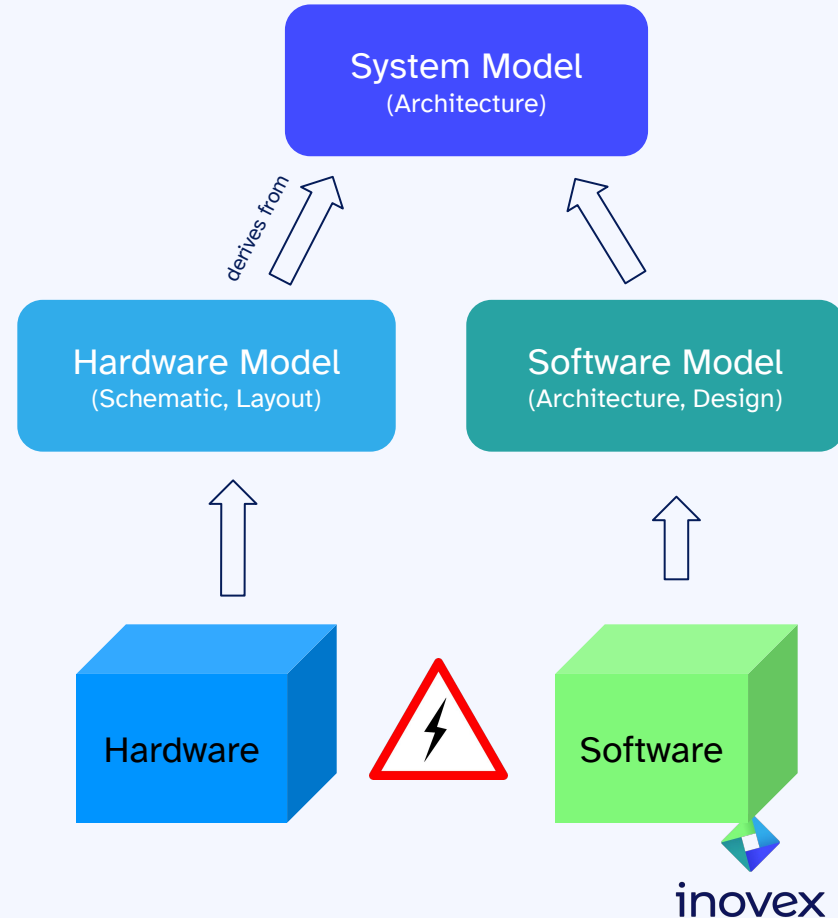 System Model
(Architecture)
derives from
Hardware Model
(Schematic, Layout)
Software Model
(Architecture, Design)
Hardware
Software
inovex